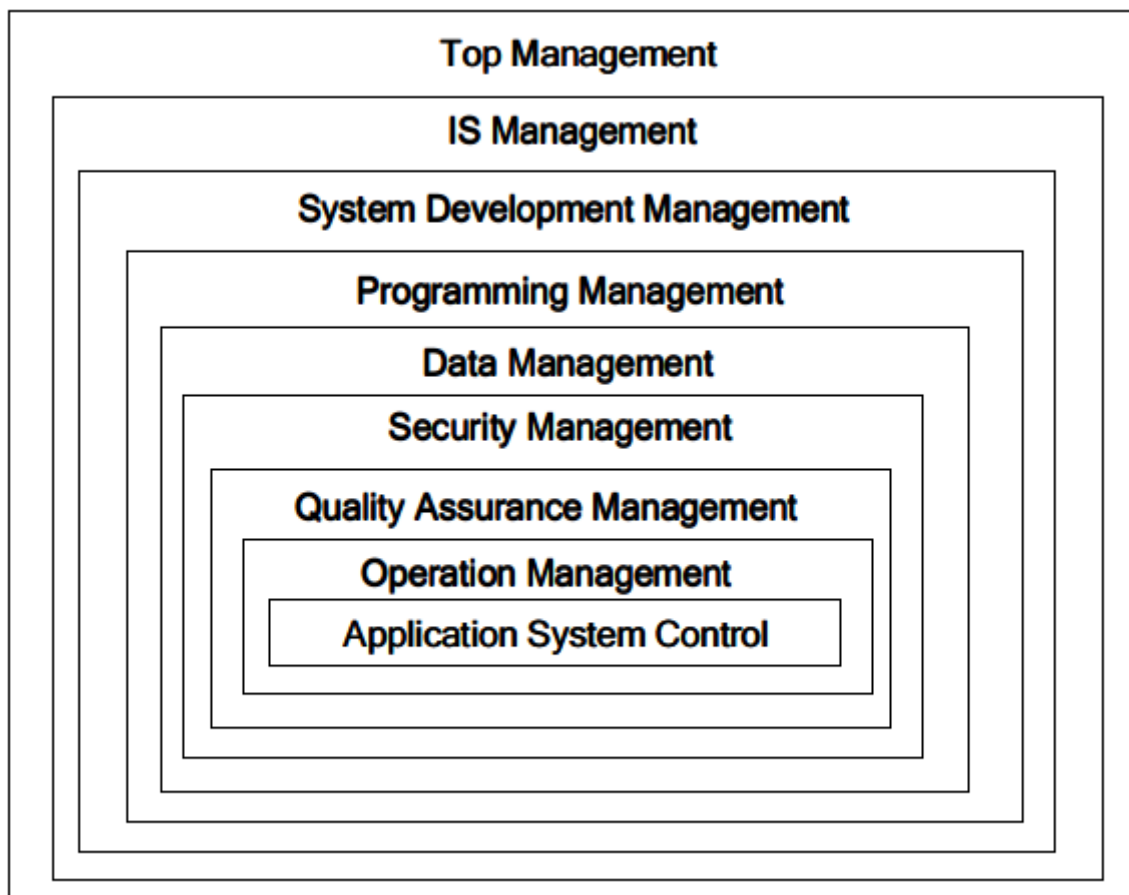 Top Management
IS Management
System Development Management
Programming Management
Data Management
Security Management
Quality Assurance Management
Operation Management
Application System Control